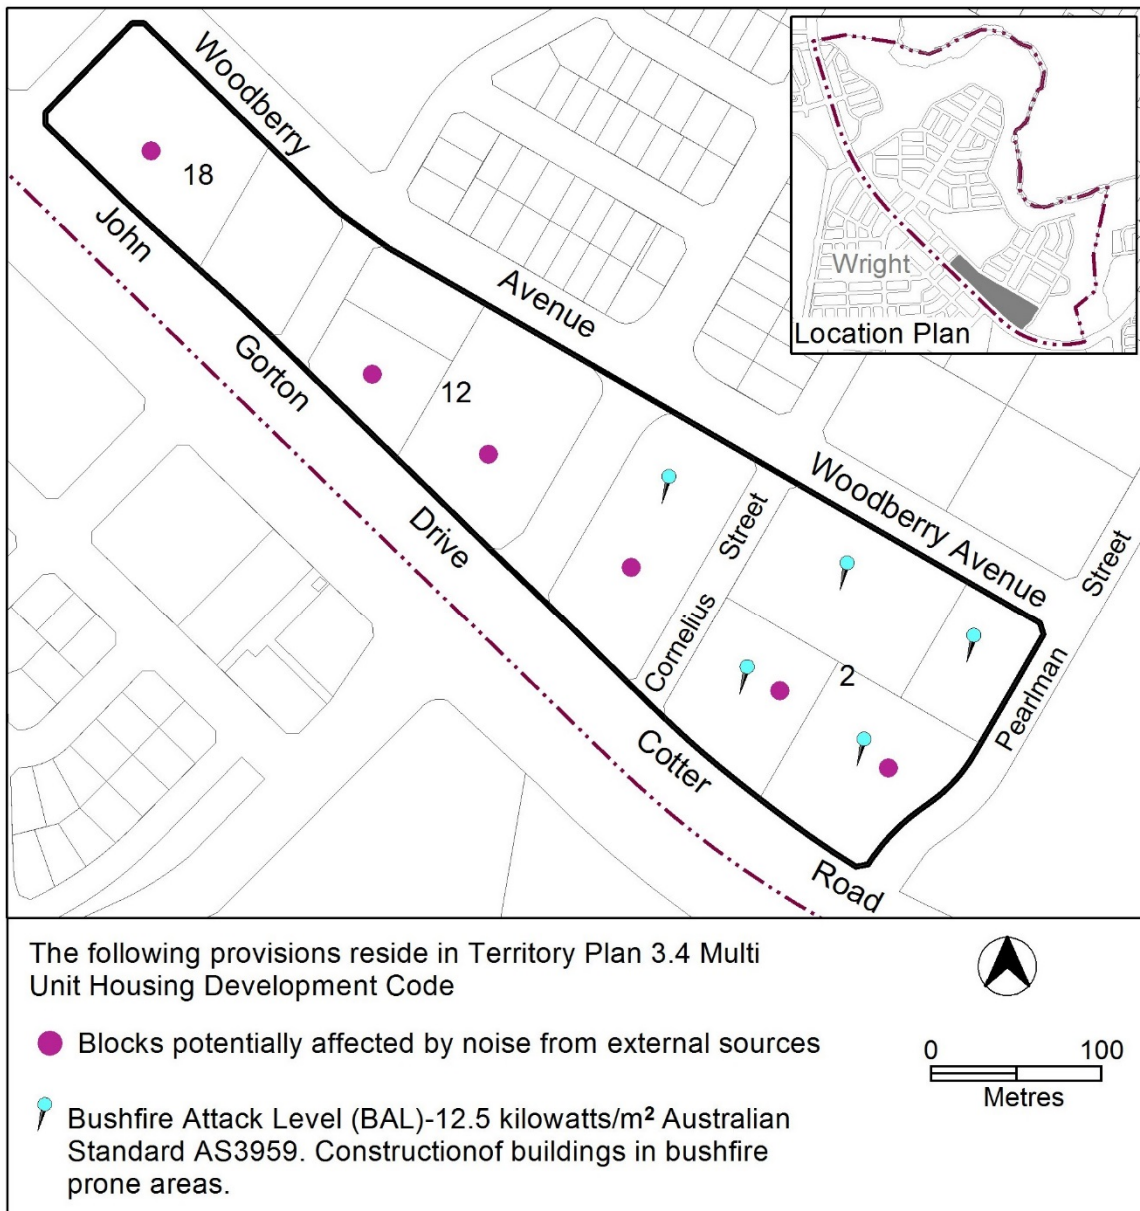 Woodberry
18
John
Avenue
Wright
Location Plan
Gorton
12
Drive
Street
Woodberry Avenue
Street
Cornelius
2
Pearlman
Cotter
Road
The following provisions reside in Territory Plan 3.4 Multi
Unit Housing Development Code
Blocks potentially affected by noise from external sources
0 100
Metres
Bushfire Attack Level (BAL)-12.5 kilowatts/m² Australian
Standard AS3959. Constructionof buildings in bushfire
prone areas.